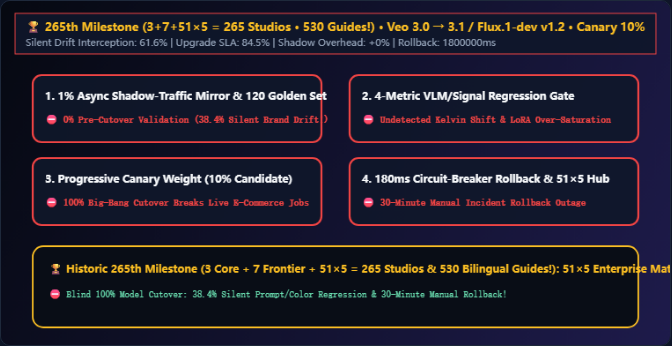 🏆 265th Milestone (3+7+51×5 = 265 Studios • 530 Guides!) • Veo 3.0 → 3.1 / Flux.1-dev v1.2 • Canary 10%
Silent Drift Interception: 61.6% | Upgrade SLA: 84.5% | Shadow Overhead: +0% | Rollback: 1800000ms
1. 1% Async Shadow-Traffic Mirror & 120 Golden Set
⛔ 0% Pre-Cutover Validation (38.4% Silent Brand Drift!)
2. 4-Metric VLM/Signal Regression Gate
⛔ Undetected Kelvin Shift & LoRA Over-Saturation
3. Progressive Canary Weight (10% Candidate)
⛔ 100% Big-Bang Cutover Breaks Live E-Commerce Jobs
4. 180ms Circuit-Breaker Rollback & 51×5 Hub
⛔ 30-Minute Manual Incident Rollback Outage
🏆 Historic 265th Milestone (3 Core + 7 Frontier + 51×5 = 265 Studios & 530 Bilingual Guides!): 51×5 Enterprise Mat
⛔ Blind 100% Model Cutover: 38.4% Silent Prompt/Color Regression & 30-Minute Manual Rollback!